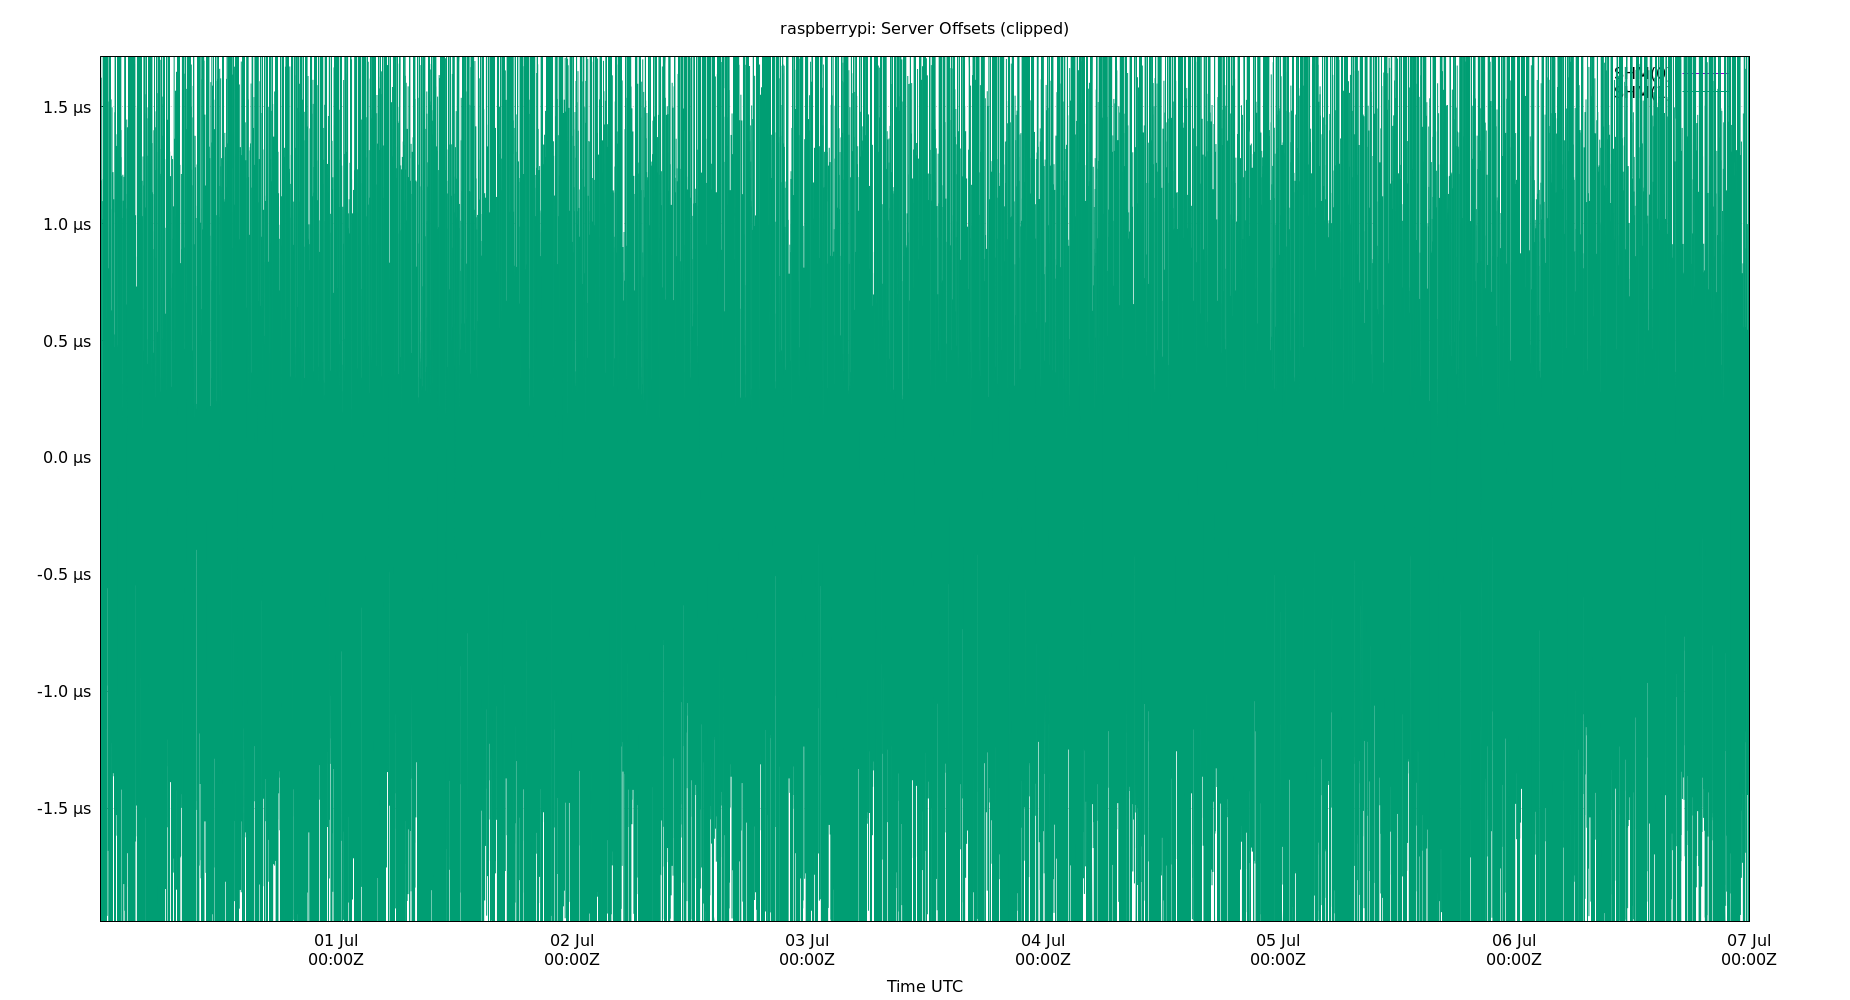 raspberrypi: Server Offsets (clipped)
1.5 µs
1.0 µs
0.5 µs
0.0 µs
-0.5 µs
-1.0 µs
-1.5 µs
01 Jul 02 Jul 03 Jul 04 Jul 05 Jul 06 Jul 07 Jul
00:00Z 00:00Z 00:00Z 00:00Z 00:00Z 00:00Z 00:00Z
Time UTC